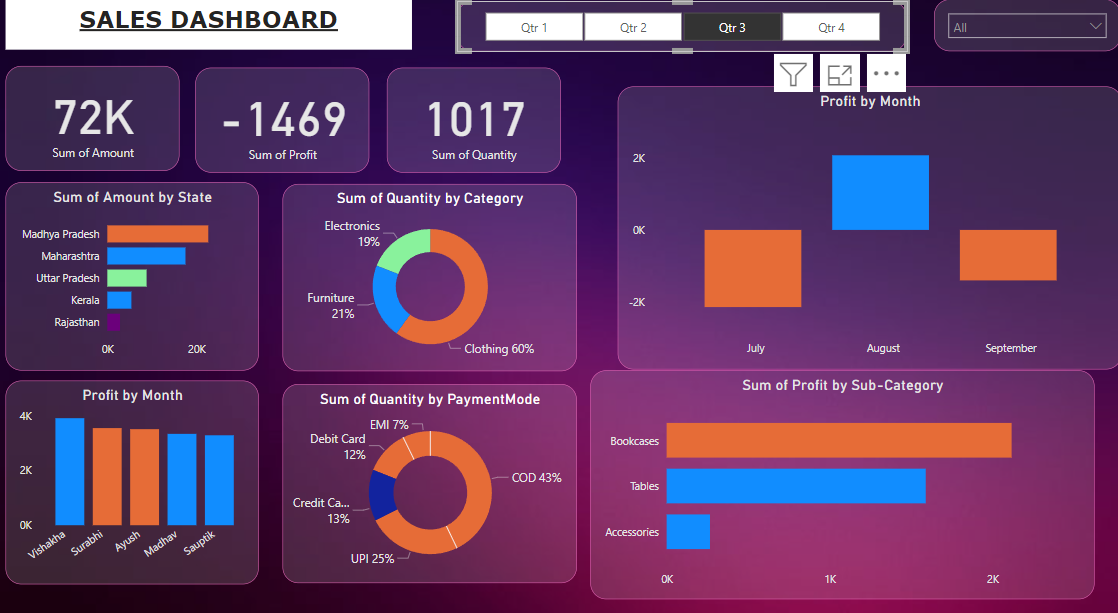 SALES DASHBOARD
Qtr 1
Qtr 2
Qtr 3
Qtr 4
All
72K
Sum of Amount
-1469
Sum of Profit
1017
Sum of Quantity
Profit by Month
2K
0K
-2K
July
August
September
Sum of Amount by State
Madhya Pradesh
Maharashtra
Uttar Pradesh
Kerala
Rajasthan
0K
20K
Sum of Quantity by Category
Electronics
19%
Furniture
21%
Clothing 60%
Profit by Month
4K
2K
0K
Vishakha
Surabhi
Ayush
Madhav
Sauptik
Sum of Quantity by PaymentMode
EMI 7%
Debit Card
12%
COD 43%
Credit Ca...
13%
UPI 25%
Sum of Profit by Sub-Category
Bookcases
Tables
Accessories
0K
1K
2K